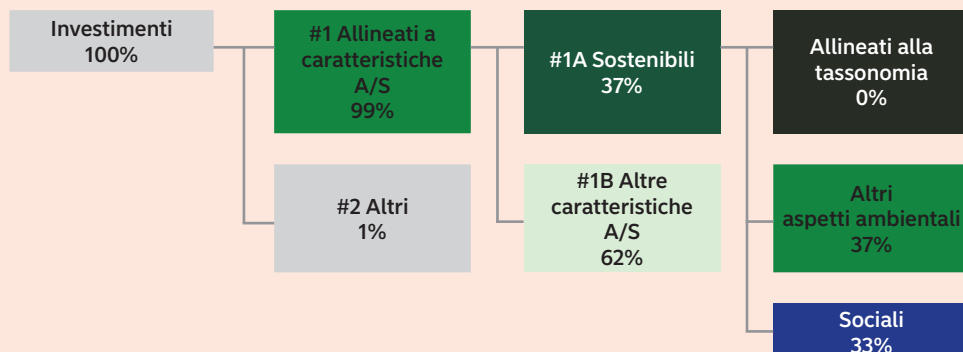 Investimenti
100%
#1 Allineati a
caratteristiche
A/S
99%
#1A Sostenibili
37%
Allineati alla
tassonomia
0%
#2 Altri
1%
#1B Altre
caratteristiche
A/S
62%
Altri
aspetti ambientali
37%
Sociali
33%